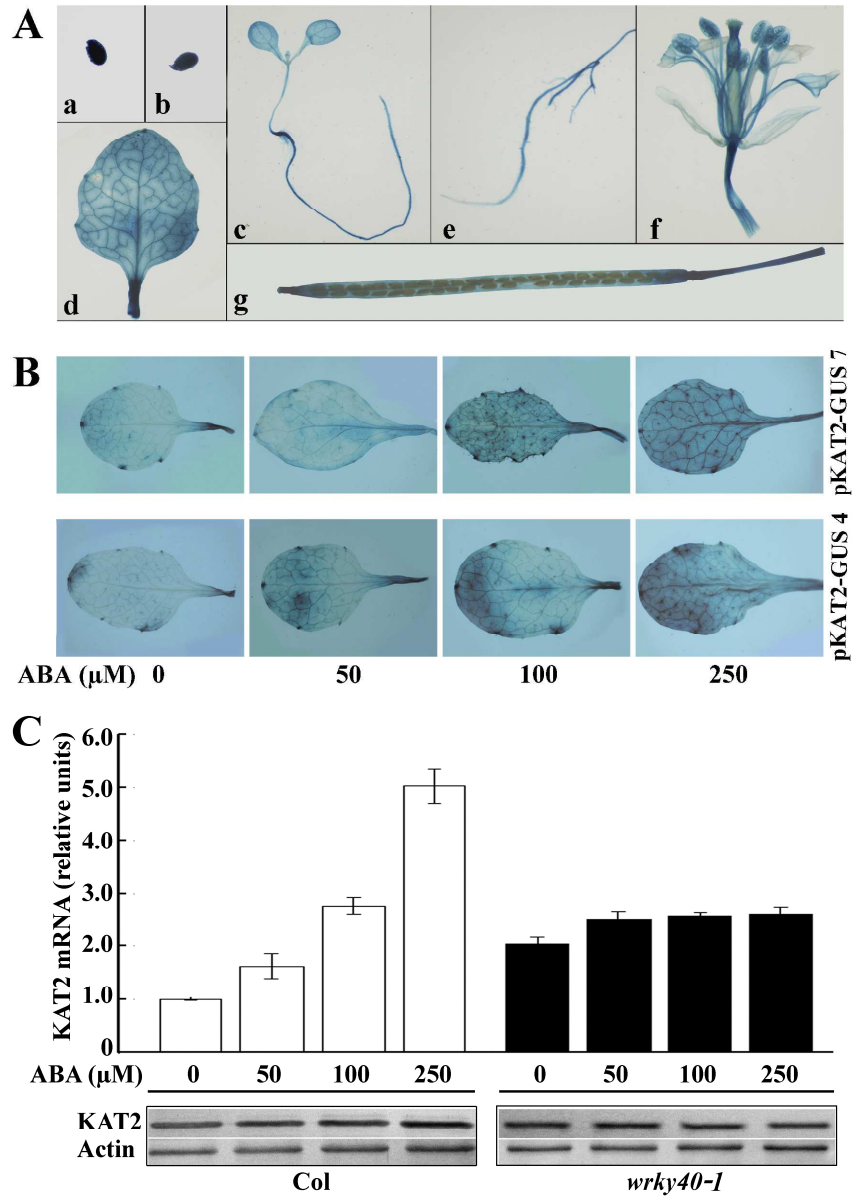 A
a
b
c
e
f
d
g
B
pKAT2-GUS 7
pKAT2-GUS 4
ABA (µM) 0 50 100 250
C
KAT2 mRNA (relative units)
6.0
5.0
4.0
3.0
2.0
1.0
0
ABA (µM) 0 50 100 250 0 50 100 250
KAT2
Actin
Col wrky40-1